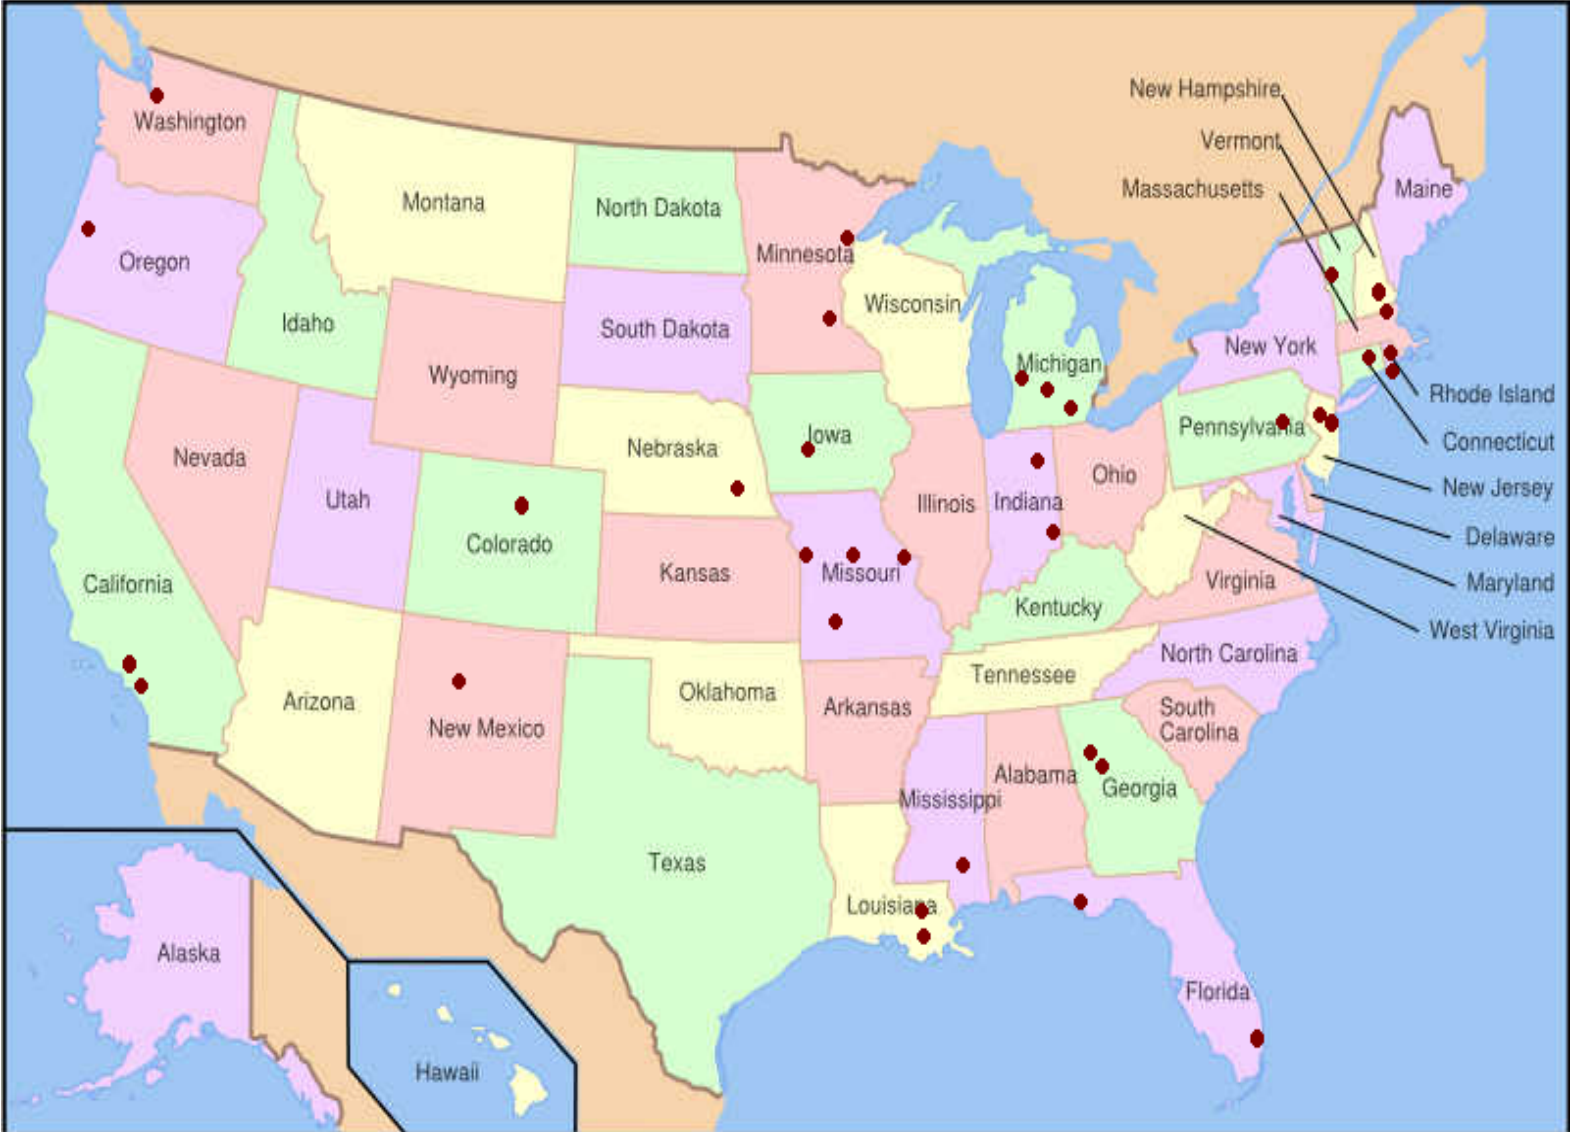 New Hampshire
Vermont
Massachusetts
Washington
Montana
North Dakota
Minnesota
Maine
Oregon
Idaho
South Dakota
Wisconsin
Wyoming
Michigan
New York
Rhode Island
Nevada
Nebraska
Iowa
Pennsylvania
Connecticut
Utah
Colorado
Illinois
Indiana
Ohio
New Jersey
Delaware
California
Kansas
Missouri
Kentucky
Virginia
Maryland
West Virginia
Arizona
New Mexico
Oklahoma
Arkansas
Tennessee
North Carolina
South
Carolina
Mississippi
Alabama
Georgia
Texas
Louisiana
Alaska
Florida
Hawaii